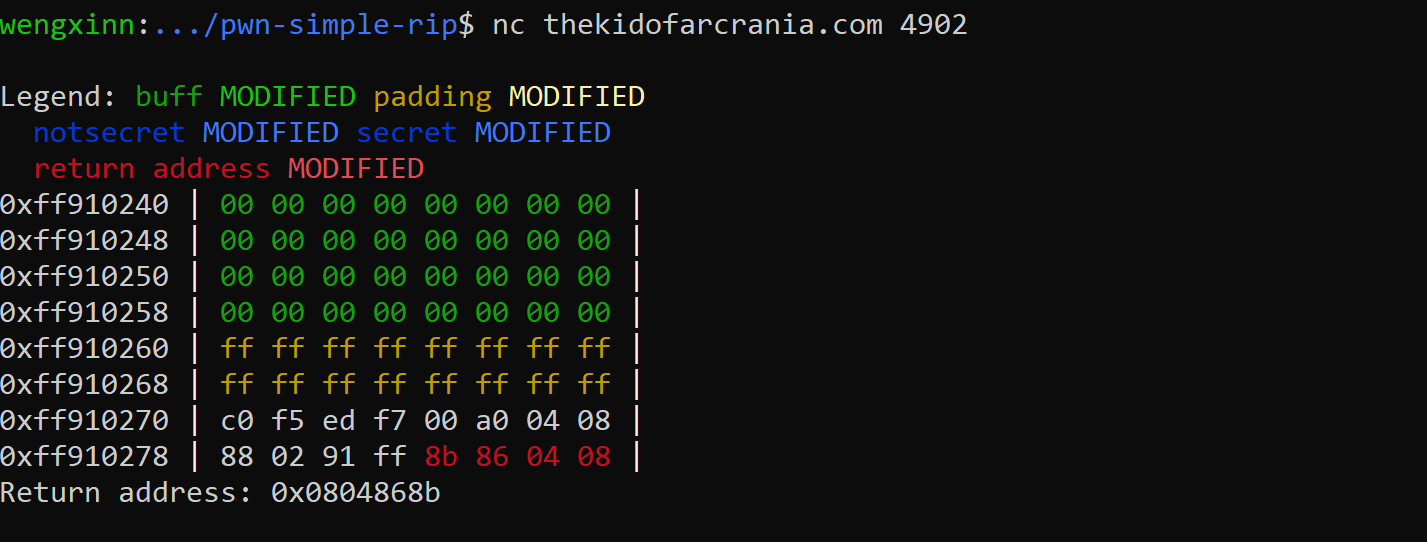 wengxinn:.../pwn-simple-rip$ nc thekidofarcrania.com 4902
Legend: buff MODIFIED padding MODIFIED
notsecret MODIFIED secret MODIFIED
return address MODIFIED
0xff910240 | 00 00 00 00 00 00 00 00 |
0xff910248 | 00 00 00 00 00 00 00 00 |
0xff910250 | 00 00 00 00 00 00 00 00 |
0xff910258 | 00 00 00 00 00 00 00 00 |
0xff910260 | ff ff ff ff ff ff ff ff |
0xff910268 | ff ff ff ff ff ff ff ff |
0xff910270 | c0 f5 ed f7 00 a0 04 08 |
0xff910278 | 88 02 91 ff 8b 86 04 08 |
Return address: 0x0804868b